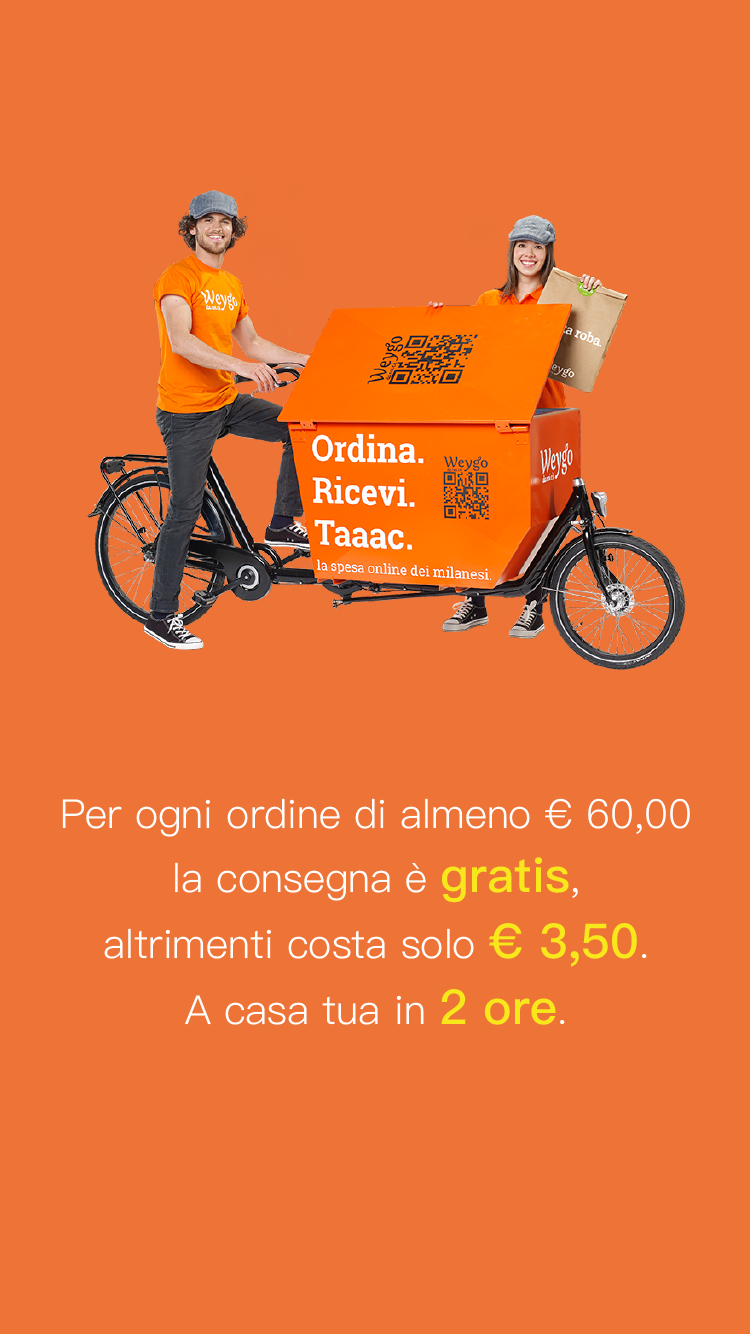 Weygo
a roba.
Weygo
Weygo
Ordina.
Ricevi.
Taaac.
Weygo
Weygo
la spesa online dei milanesi.
Per ogni ordine di almeno € 60,00
la consegna è gratis,
altrimenti costa solo € 3,50.
A casa tua in 2 ore.